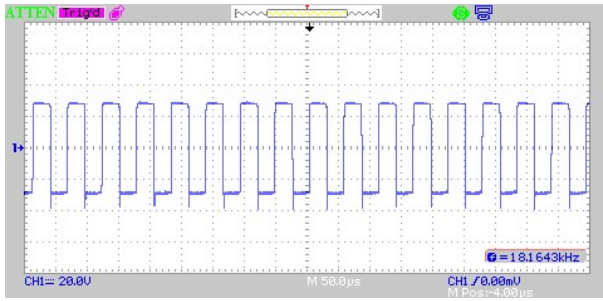 ATTEN Trig'd
1
f=18.1643kHz
CH1 20.0V M 50.0µs CH1 / 0.00mV
M Pos:-4.00µs